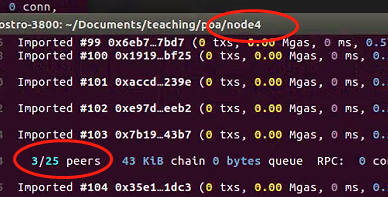 0 conn,
ostro-3800: ~/Documents/teaching/poa/node4
Imported #99 0x6eb7…7bd7 (0 txs, 0.00 Mgas, 0 ms, 0.5
Imported #100 0x1919…bf25 (0 txs, 0.00 Mgas, 0 ms, 0.
Imported #101 0xaccd…239e (0 txs, 0.00 Mgas, 0 ms, 0.
Imported #102 0xe97d…eeb2 (0 txs, 0.00 Mgas, 0 ms, 0.
Imported #103 0x7b19…43b7 (0 txs, 0.00 Mgas, 0 ms, 0.
3/25 peers 43 KiB chain 0 bytes queue RPC: 0 co
Imported #104 0x35e1…1dc3 (0 txs, 0.00 Mgas, 0 ms, 0.